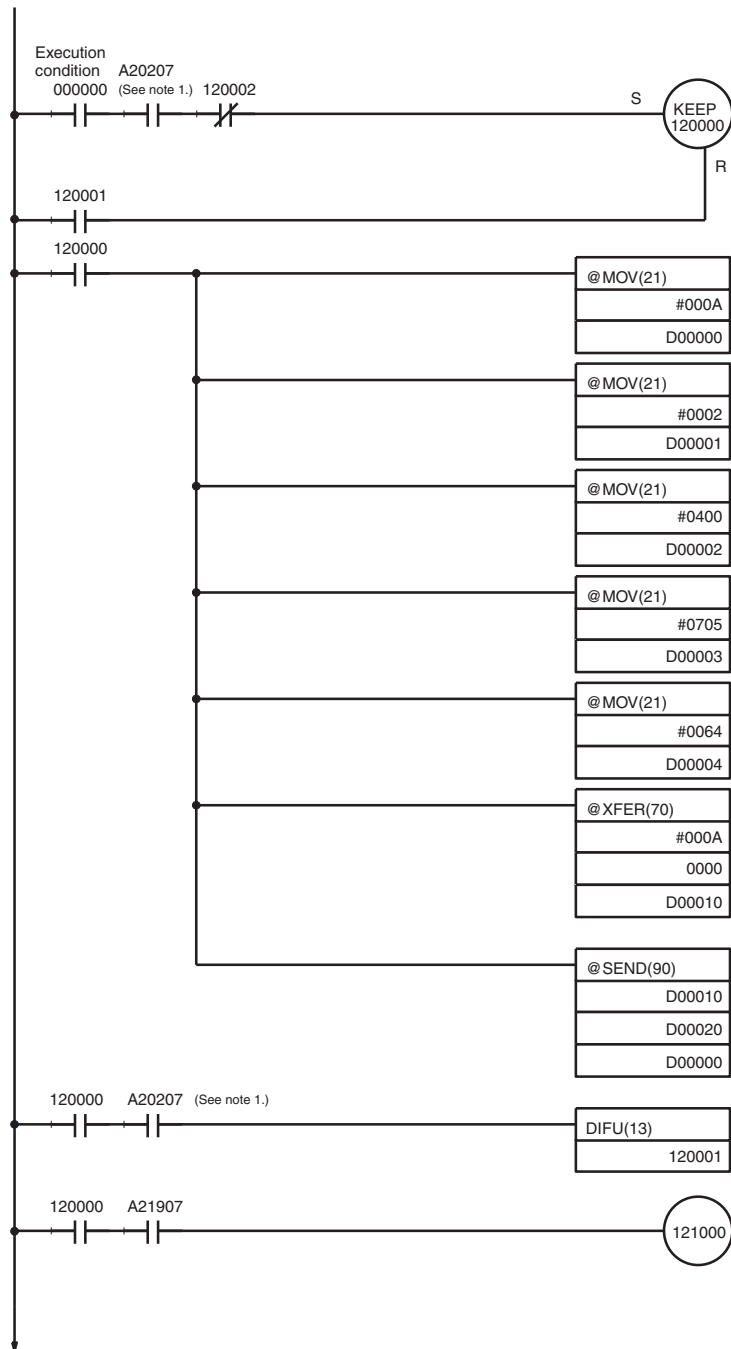 Execution
condition A20207
000000 (See note 1.) 120002
S
KEEP
120000
R
120001
120000
@MOV(21)
#000A
D00000
@MOV(21)
#0002
D00001
@MOV(21)
#0400
D00002
@MOV(21)
#0705
D00003
@MOV(21)
#0064
D00004
@XFER(70)
#000A
0000
D00010
@SEND(90)
D00010
D00020
D00000
120000 A20207 (See note 1.)
DIFU(13)
120001
120000 A21907
121000